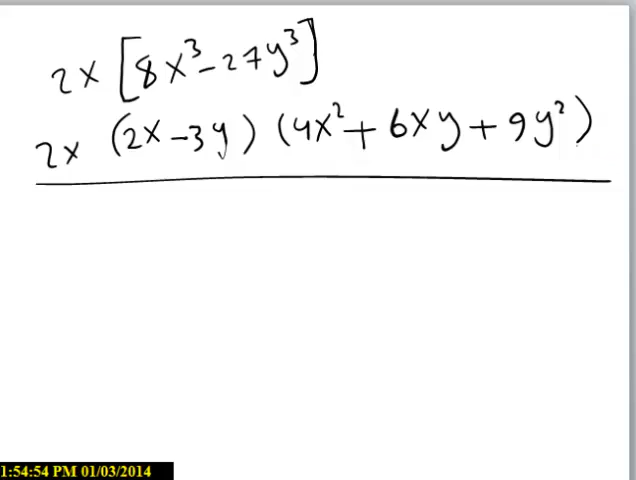 2x [8x³-27y³]
2x (2x-3y) (4x²+6xy+9y²)
1:54:54 PM 01/03/2014